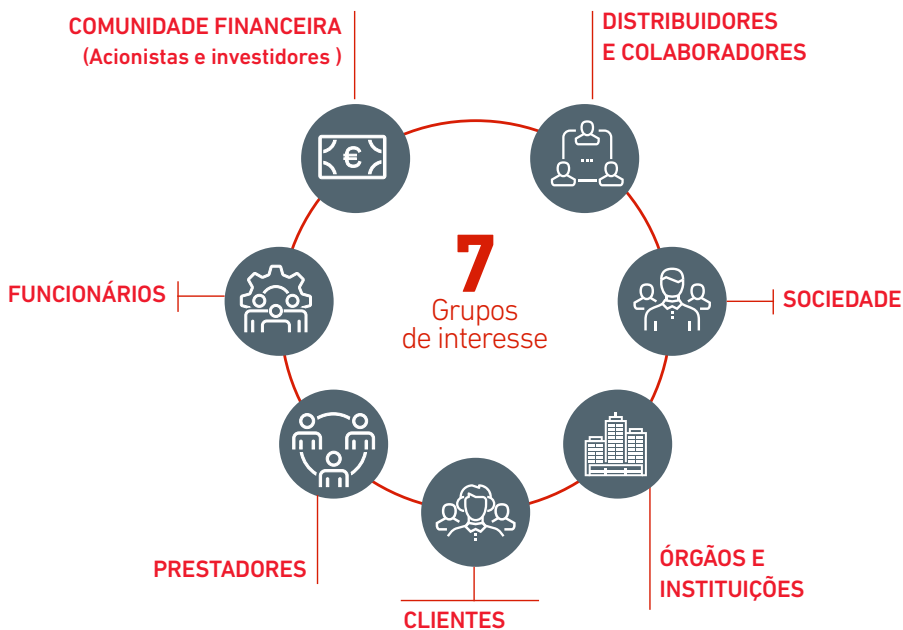 COMUNIDADE FINANCEIRA
(Acionistas e investidores )
DISTRIBUIDORES
E COLABORADORES
€
...
7
Grupos
de interesse
FUNCIONÁRIOS
SOCIEDADE
PRESTADORES
CLIENTES
ÓRGÃOS E
INSTITUIÇÕES